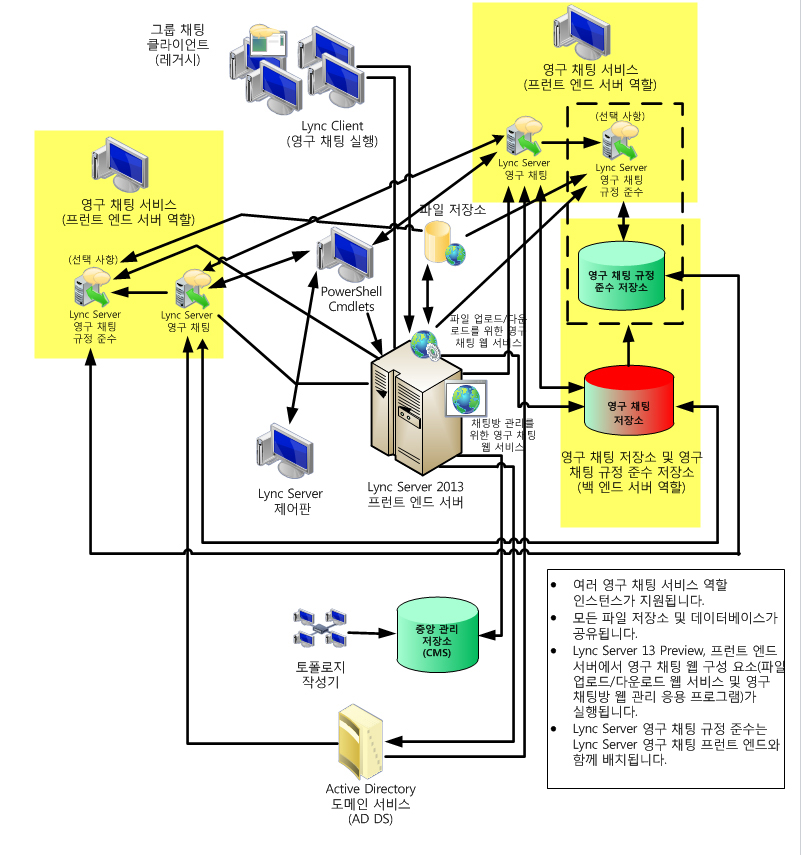 그룹 채팅
클라이언트
(레거시)
Lync Client
(영구 채팅 실행)
영구 채팅 서비스
(프런트 엔드 서버 역할)
(선택 사항)
Lync Server
영구 채팅
Lync Server
영구 채팅
규정 준수
영구 채팅 서비스
(프런트 엔드 서버 역할)
(선택 사항)
Lync Server
영구 채팅
규정 준수
Lync Server
영구 채팅
파일 저장소
PowerShell
Cmdlets
파일 업로드/다운
로드를 위한 영구
채팅 웹 서비스
영구 채팅 규정
준수 저장소
영구 채팅
저장소
채팅방 관리를
위한 영구 채팅
웹 서비스
영구 채팅 저장소 및 영구
채팅 규정 준수 저장소
(백 엔드 서버 역할)
Lync Server
제어판
Lync Server 2013
프런트 엔드 서버
토폴로지
작성기
중앙 관리
저장소
(CMS)
Active Directory
도메인 서비스
(AD DS)
• 여러 영구 채팅 서비스 역할
인스턴스가 지원됩니다.
• 모든 파일 저장소 및 데이터베이스가
공유됩니다.
• Lync Server 13 Preview, 프런트 엔드
서버에서 영구 채팅 웹 구성 요소(파일
업로드/다운로드 웹 서비스 및 영구
채팅방 웹 관리 응용 프로그램)가
실행됩니다.
• Lync Server 영구 채팅 규정 준수는
Lync Server 영구 채팅 프런트 엔드와
함께 배치됩니다.